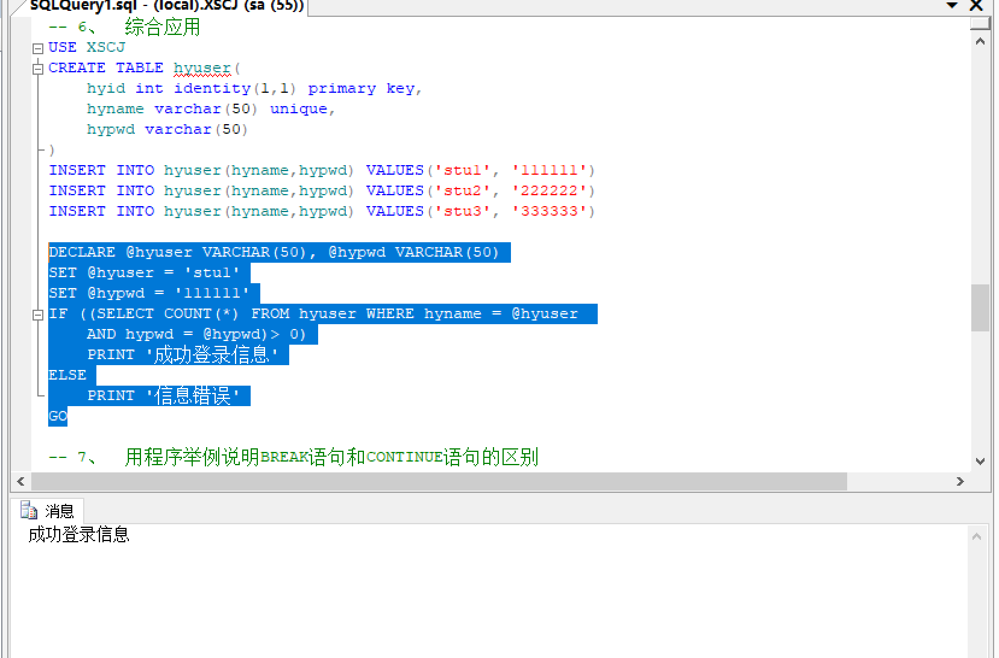 SQLQuery1.sql - (local).XSCJ (sa (55))
-- 6、 综合应用
USE XSCJ
CREATE TABLE hyuser(
    hyid int identity(1,1) primary key,
    hyname varchar(50) unique,
    hypwd varchar(50)
)
INSERT INTO hyuser(hyname,hypwd) VALUES('stu1', '111111')
INSERT INTO hyuser(hyname,hypwd) VALUES('stu2', '222222')
INSERT INTO hyuser(hyname,hypwd) VALUES('stu3', '333333')
DECLARE @hyuser VARCHAR(50), @hypwd VARCHAR(50)
SET @hyuser = 'stu1'
SET @hypwd = '111111'
IF ((SELECT COUNT(*) FROM hyuser WHERE hyname = @hyuser
    AND hypwd = @hypwd)> 0)
    PRINT '成功登录信息'
ELSE
    PRINT '信息错误'
GO
-- 7、 用程序举例说明BREAK语句和CONTINUE语句的区别
消息
成功登录信息